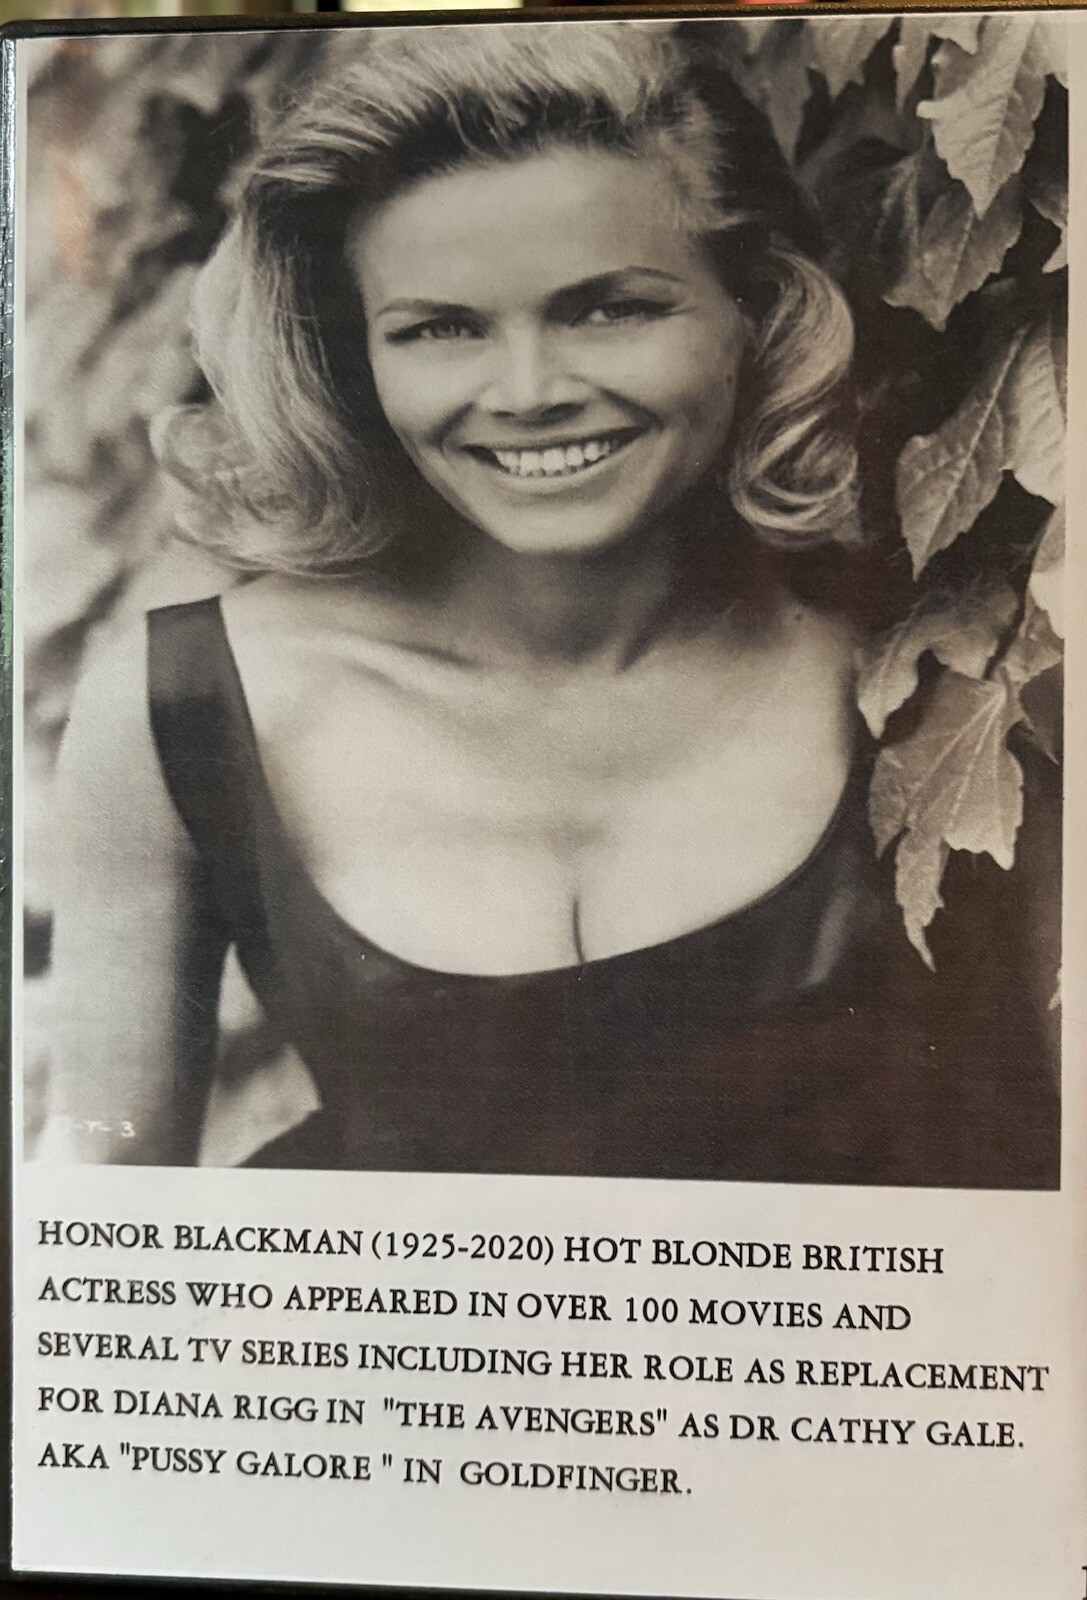 HONOR BLACKMAN (1925-2020) HOT BLONDE BRITISH
ACTRESS WHO APPEARED IN OVER 100 MOVIES AND
SEVERAL TV SERIES INCLUDING HER ROLE AS REPLACEMENT
FOR DIANA RIGG IN "THE AVENGERS" AS DR CATHY GALE.
AKA "PUSSY GALORE " IN GOLDFINGER.